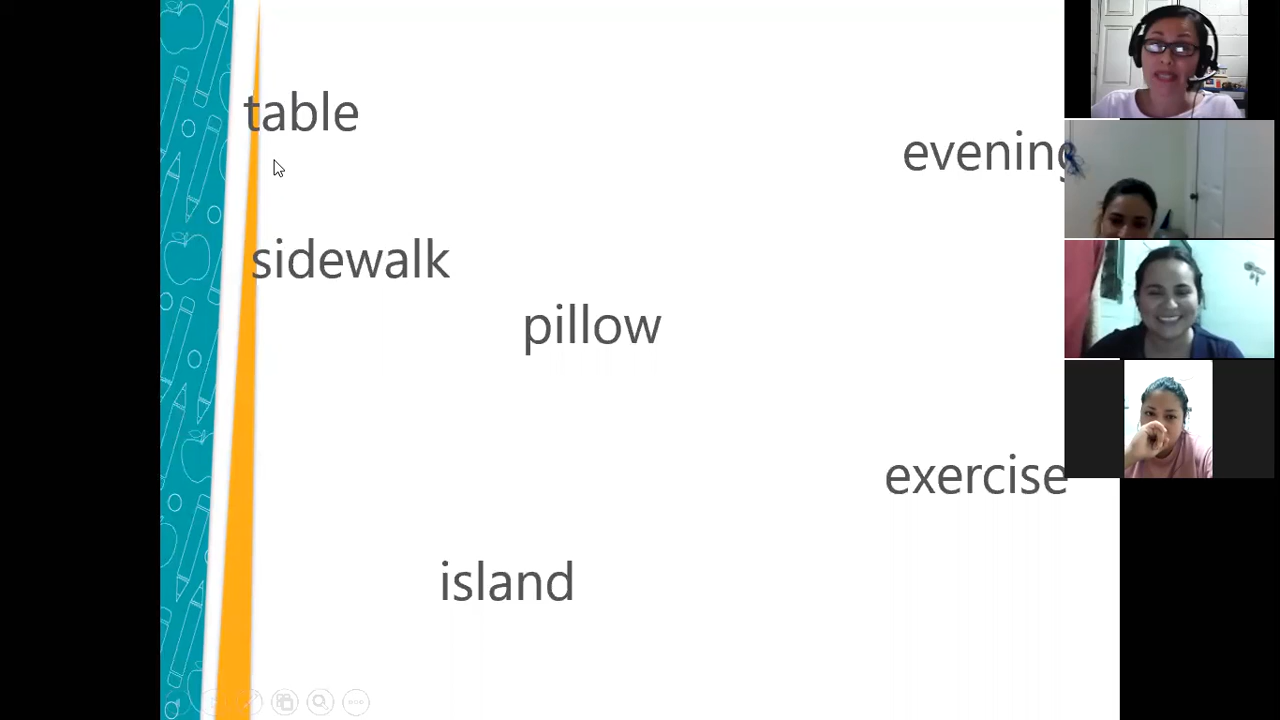 table
evening
sidewalk
pillow
exercise
island